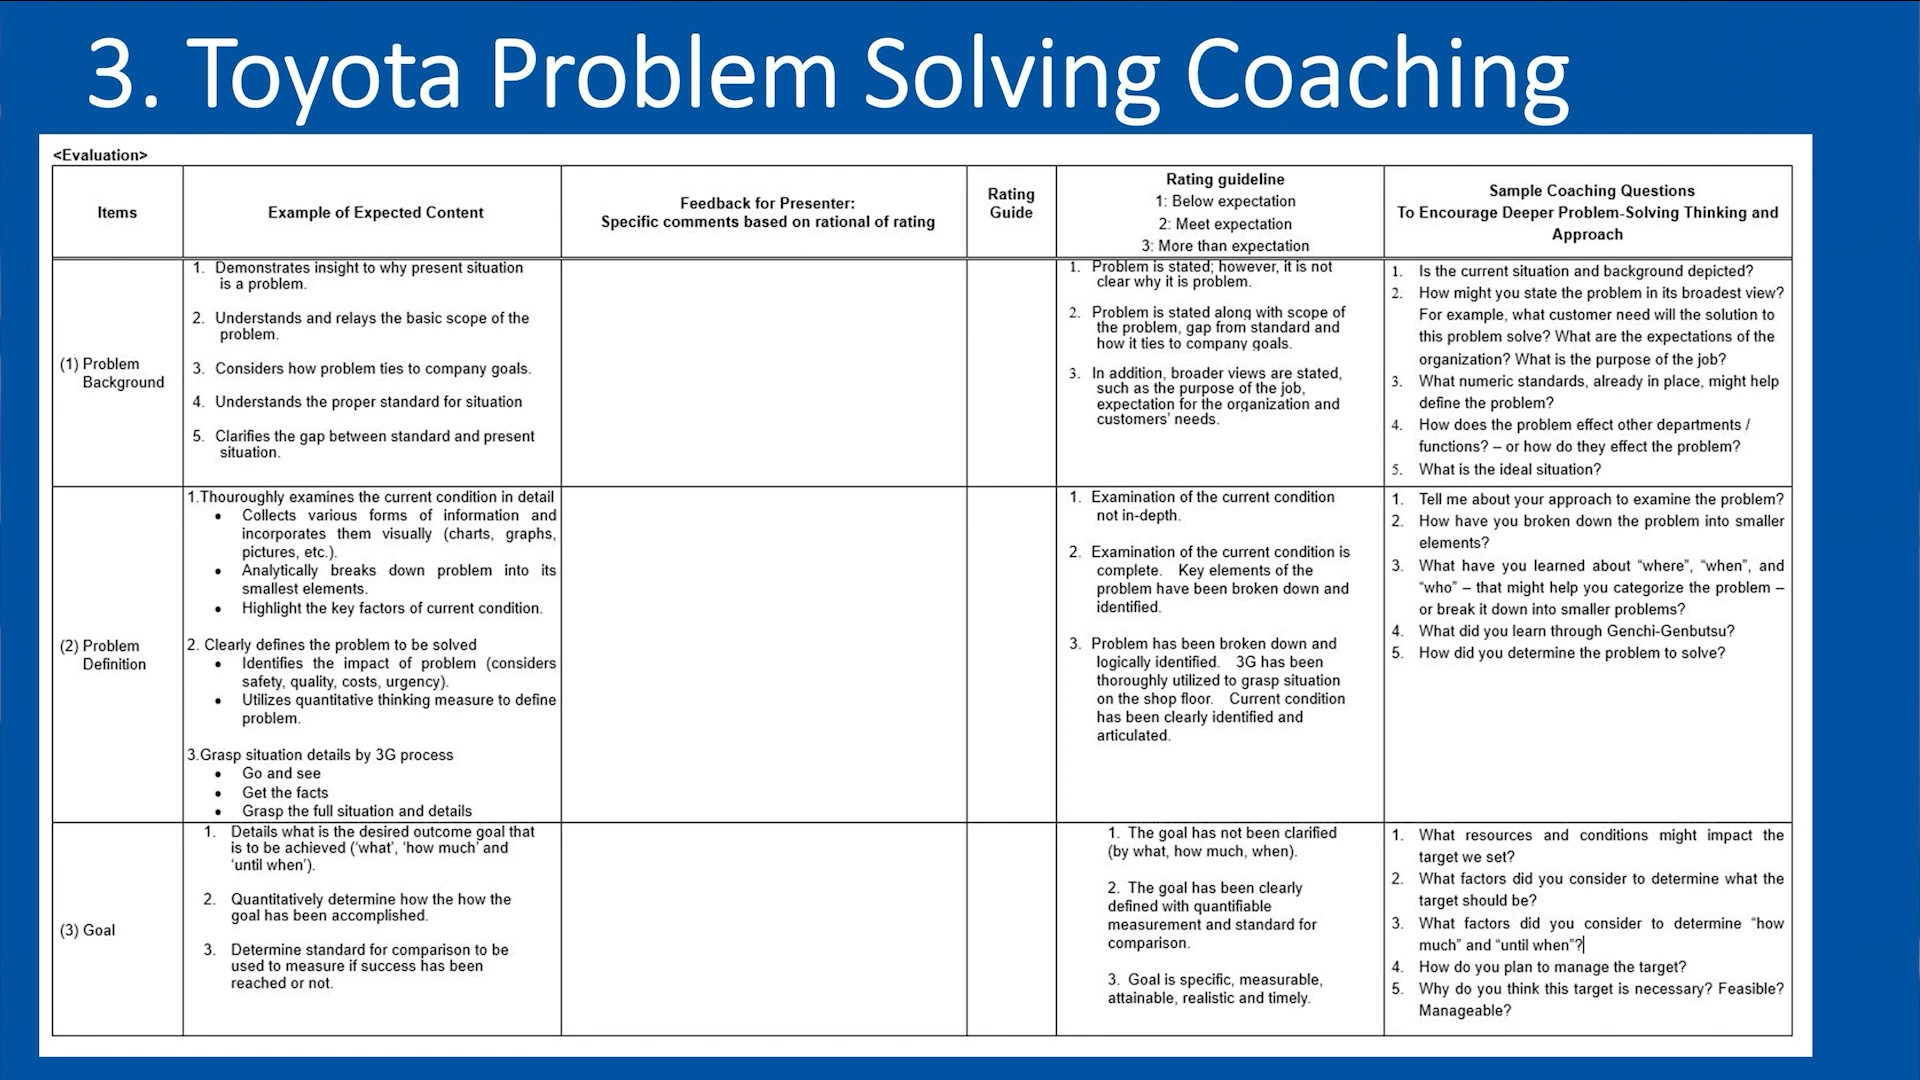 3. Toyota Problem Solving Coaching
<Evaluation>
Items
Example of Expected Content
Feedback for Presenter:
Specific comments based on rational of rating
Rating
Guide
Rating guideline
1: Below expectation
2: Meet expectation
3: More than expectation
Sample Coaching Questions
To Encourage Deeper Problem-Solving Thinking and
Approach
(1) Problem
Background
1. Demonstrates insight to why present situation
is a problem.
2. Understands and relays the basic scope of the
problem.
3. Considers how problem ties to company goals.
4. Understands the proper standard for situation
5. Clarifies the gap between standard and present
situation.
1. Problem is stated; however, it is not
clear why it is problem.
2. Problem is stated along with scope of
the problem, gap from standard and
how it ties to company goals.
3. In addition, broader views are stated,
such as the purpose of the job,
expectation for the organization and
customers' needs.
1. Is the current situation and background depicted?
2. How might you state the problem in its broadest view?
For example, what customer need will the solution to
this problem solve? What are the expectations of the
organization? What is the purpose of the job?
3. What numeric standards, already in place, might help
define the problem?
4. How does the problem effect other departments /
functions? – or how do they effect the problem?
5. What is the ideal situation?
(2) Problem
Definition
1.Thouroughly examines the current condition in detail
• Collects various forms of information and
incorporates them visually (charts, graphs,
pictures, etc.).
• Analytically breaks down problem into its
smallest elements.
• Highlight the key factors of current condition.
2. Clearly defines the problem to be solved
• Identifies the impact of problem (considers
safety, quality, costs, urgency).
• Utilizes quantitative thinking measure to define
problem.
3.Grasp situation details by 3G process
• Go and see
• Get the facts
• Grasp the full situation and details
1. Examination of the current condition
not in-depth.
2. Examination of the current condition is
complete. Key elements of the
problem have been broken down and
identified.
3. Problem has been broken down and
logically identified. 3G has been
thoroughly utilized to grasp situation
on the shop floor. Current condition
has been clearly identified and
articulated.
1. Tell me about your approach to examine the problem?
2. How have you broken down the problem into smaller
elements?
3. What have you learned about “where”, “when”, and
“who” – that might help you categorize the problem –
or break it down into smaller problems?
4. What did you learn through Genchi-Genbutsu?
5. How did you determine the problem to solve?
(3) Goal
1. Details what is the desired outcome goal that
is to be achieved (‘what’, ‘how much’ and
‘until when’).
2. Quantitatively determine how the how the
goal has been accomplished.
3. Determine standard for comparison to be
used to measure if success has been
reached or not.
1. The goal has not been clarified
(by what, how much, when).
2. The goal has been clearly
defined with quantifiable
measurement and standard for
comparison.
3. Goal is specific, measurable,
attainable, realistic and timely.
1. What resources and conditions might impact the
target we set?
2. What factors did you consider to determine what the
target should be?
3. What factors did you consider to determine “how
much” and “until when”?
4. How do you plan to manage the target?
5. Why do you think this target is necessary? Feasible?
Manageable?